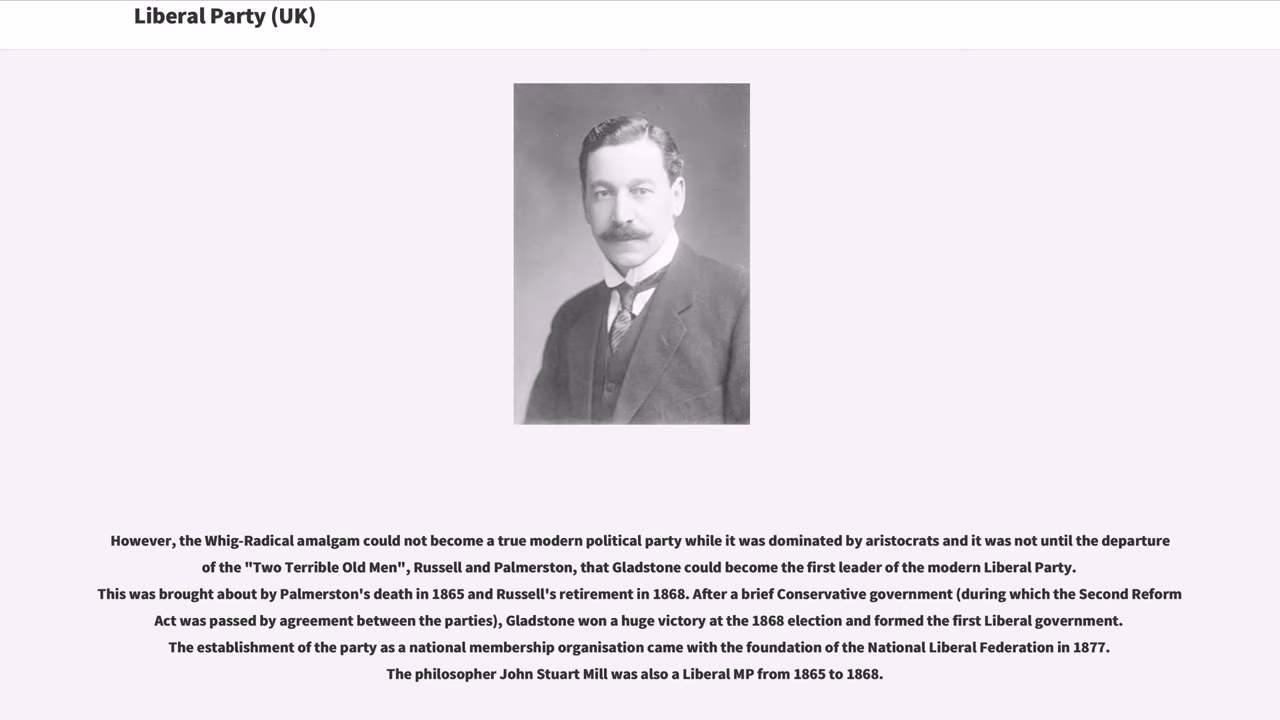 Liberal Party (UK)
However, the Whig-Radical amalgam could not become a true modern political party while it was dominated by aristocrats and it was not until the departure
of the "Two Terrible Old Men", Russell and Palmerston, that Gladstone could become the first leader of the modern Liberal Party.
This was brought about by Palmerston's death in 1865 and Russell's retirement in 1868. After a brief Conservative government (during which the Second Reform
Act was passed by agreement between the parties), Gladstone won a huge victory at the 1868 election and formed the first Liberal government.
The establishment of the party as a national membership organisation came with the foundation of the National Liberal Federation in 1877.
The philosopher John Stuart Mill was also a Liberal MP from 1865 to 1868.